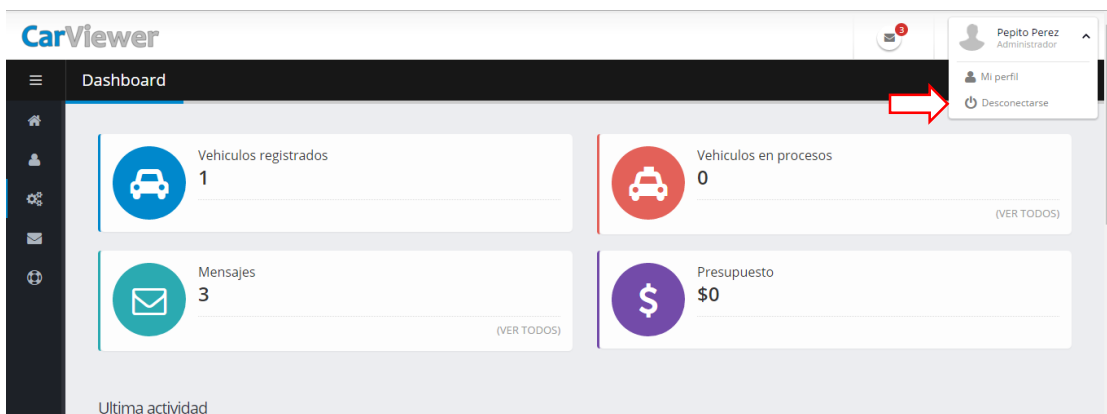 CarViewer
3
Pepito Perez
Administrador
Mi perfil
Desconectarse
Dashboard
Vehiculos registrados
1
Vehiculos en procesos
0
(VER TODOS)
Mensajes
3
(VER TODOS)
Presupuesto
$0
Ultima actividad